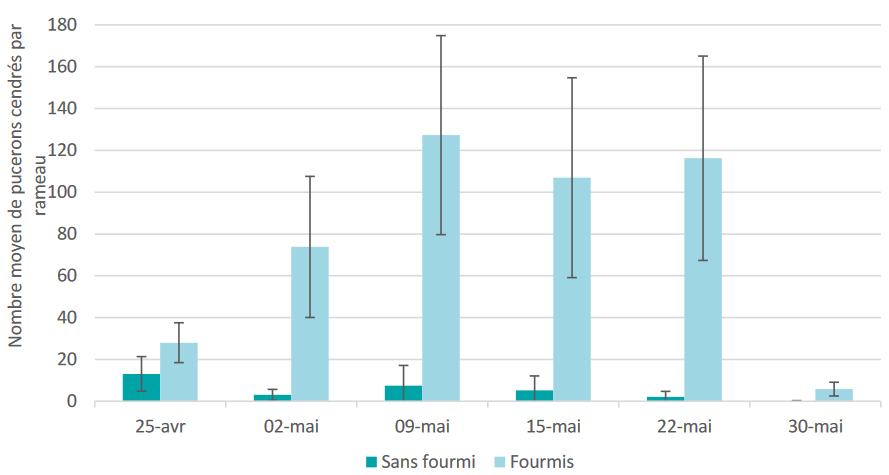 Nombre moyen de pucerons cendrés par
rameau
180
160
140
120
100
80
60
40
20
0
25-avr 02-mai 09-mai 15-mai 22-mai 30-mai
Sans fourmi Fourmis